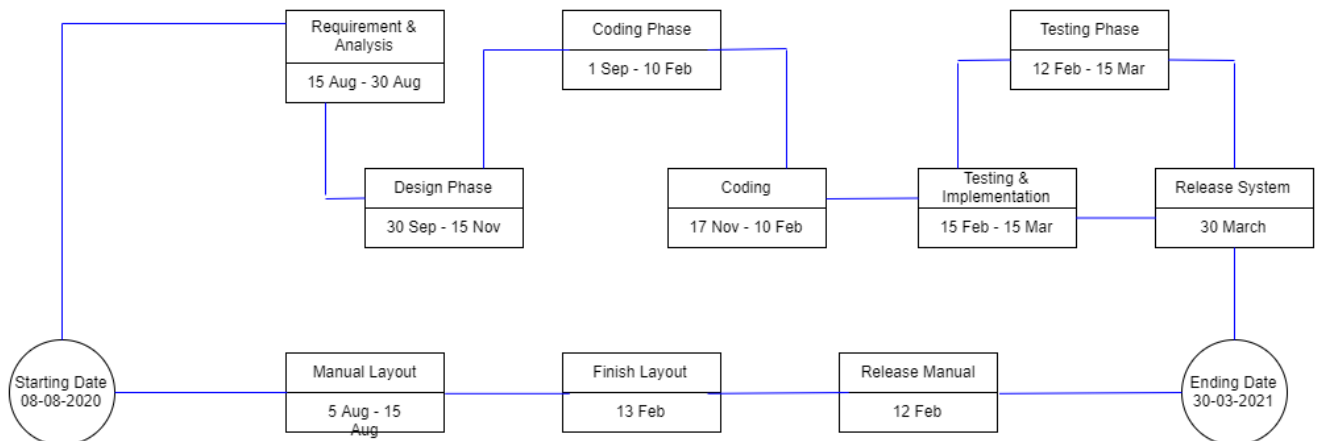 Requirement &
Analysis
15 Aug - 30 Aug
Coding Phase
1 Sep - 10 Feb
Testing Phase
12 Feb - 15 Mar
Design Phase
30 Sep - 15 Nov
Coding
17 Nov - 10 Feb
Testing &
Implementation
15 Feb - 15 Mar
Release System
30 March
Starting Date
08-08-2020
Manual Layout
5 Aug - 15
Aug
Finish Layout
13 Feb
Release Manual
12 Feb
Ending Date
30-03-2021